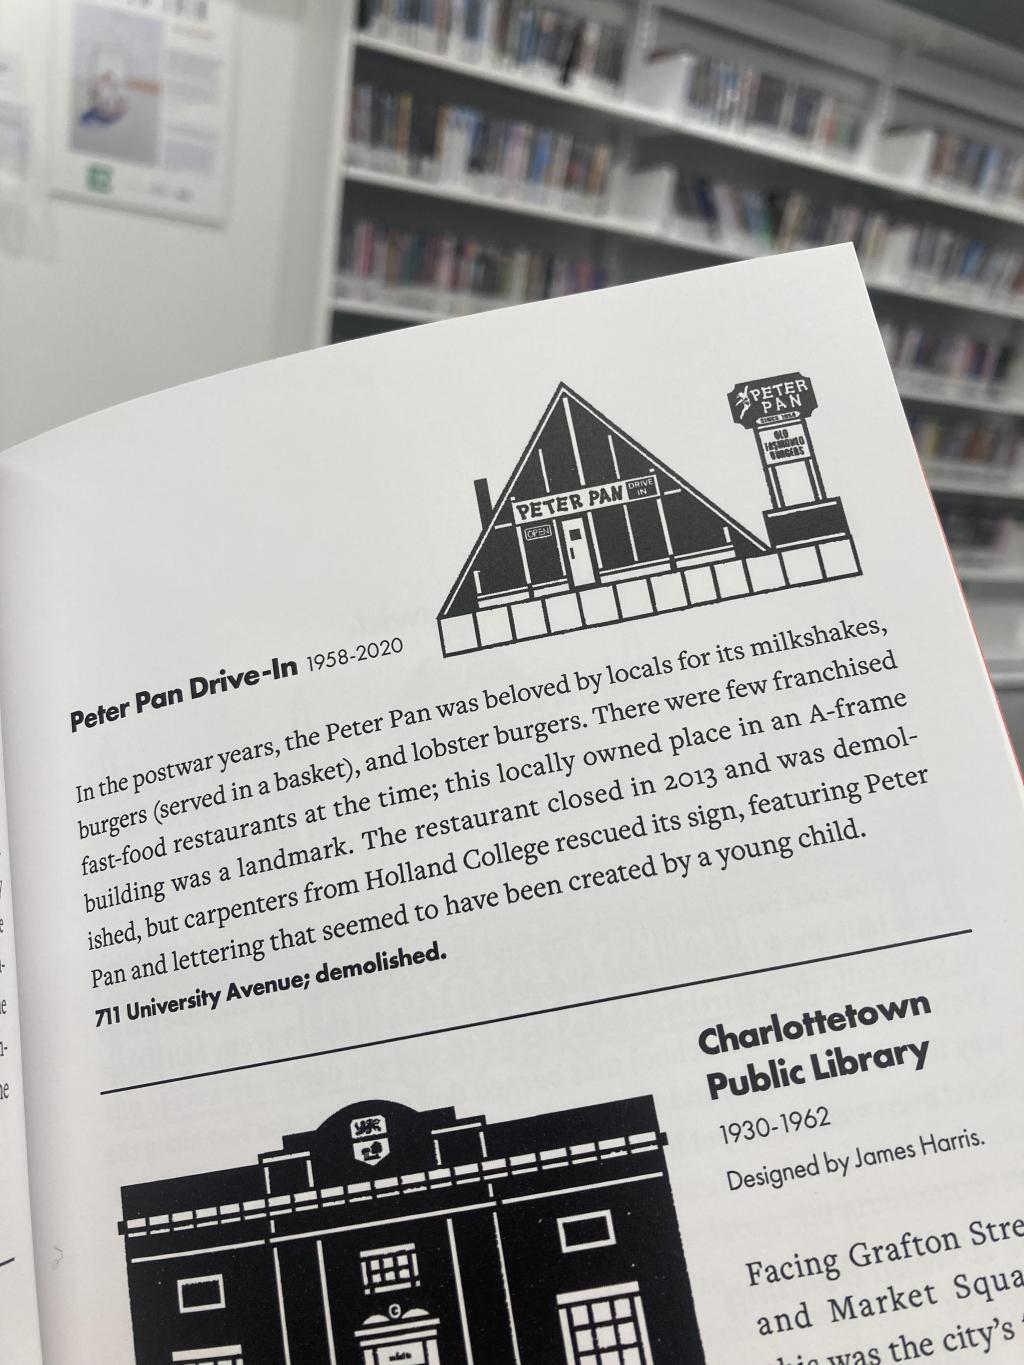 PETER
PAN
SINCE 1958
OLD
FASHIONED
BURGERS
PETER PAN DRIVE
IN
OPEN
Peter Pan Drive-In 1958-2020
In the postwar years, the Peter Pan was beloved by locals for its milkshakes,
burgers (served in a basket), and lobster burgers. There were few franchised
fast-food restaurants at the time; this locally owned place in an A-frame
building was a landmark. The restaurant closed in 2013 and was demol-
ished, but carpenters from Holland College rescued its sign, featuring Peter
Pan and lettering that seemed to have been created by a young child.
711 University Avenue; demolished.
Charlottetown
Public Library
1930-1962
Designed by James Harris.
Facing Grafton Stre
and Market Squa
was the city's